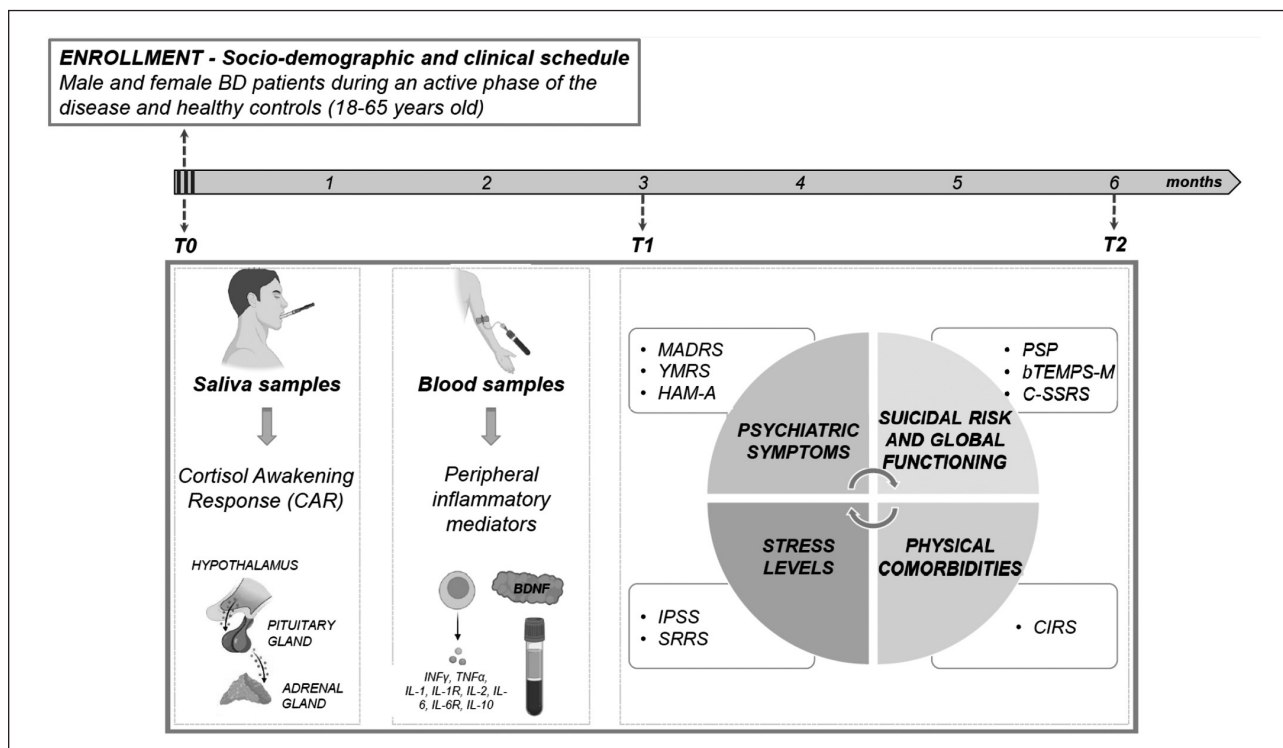 ENROLLMENT - Socio-demographic and clinical schedule
Male and female BD patients during an active phase of the
disease and healthy controls (18-65 years old)
1 2 3 4 5 6 months
T0 T1 T2
Saliva samples
Cortisol Awakening
Response (CAR)
HYPOTHALAMUS
PITUITARY
GLAND
ADRENAL
GLAND
Blood samples
Peripheral
inflammatory
mediators
BDNF
INFγ, TNFα,
IL-1, IL-1R, IL-2, IL-
6, IL-6R, IL-10
• MADRS
• YMRS
• HAM-A
PSYCHIATRIC
SYMPTOMS
• PSP
• bTEMPS-M
• C-SSRS
SUICIDAL RISK
AND GLOBAL
FUNCTIONING
STRESS
LEVELS
• IPSS
• SRRS
PHYSICAL
COMORBIDITIES
• CIRS